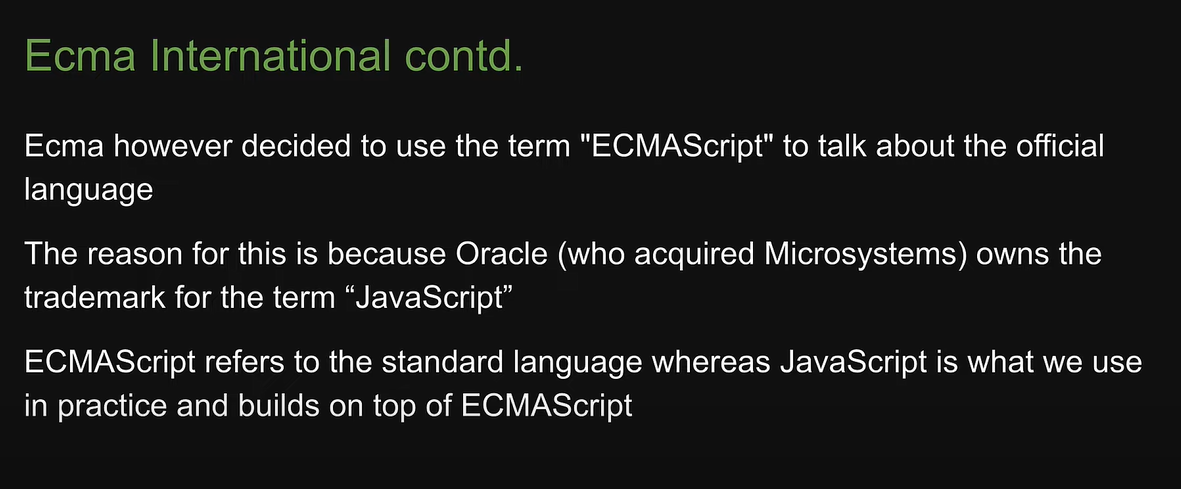 Ecma International contd.
Ecma however decided to use the term "ECMAScript" to talk about the official
language
The reason for this is because Oracle (who acquired Microsystems) owns the
trademark for the term “JavaScript”
ECMAScript refers to the standard language whereas JavaScript is what we use
in practice and builds on top of ECMAScript